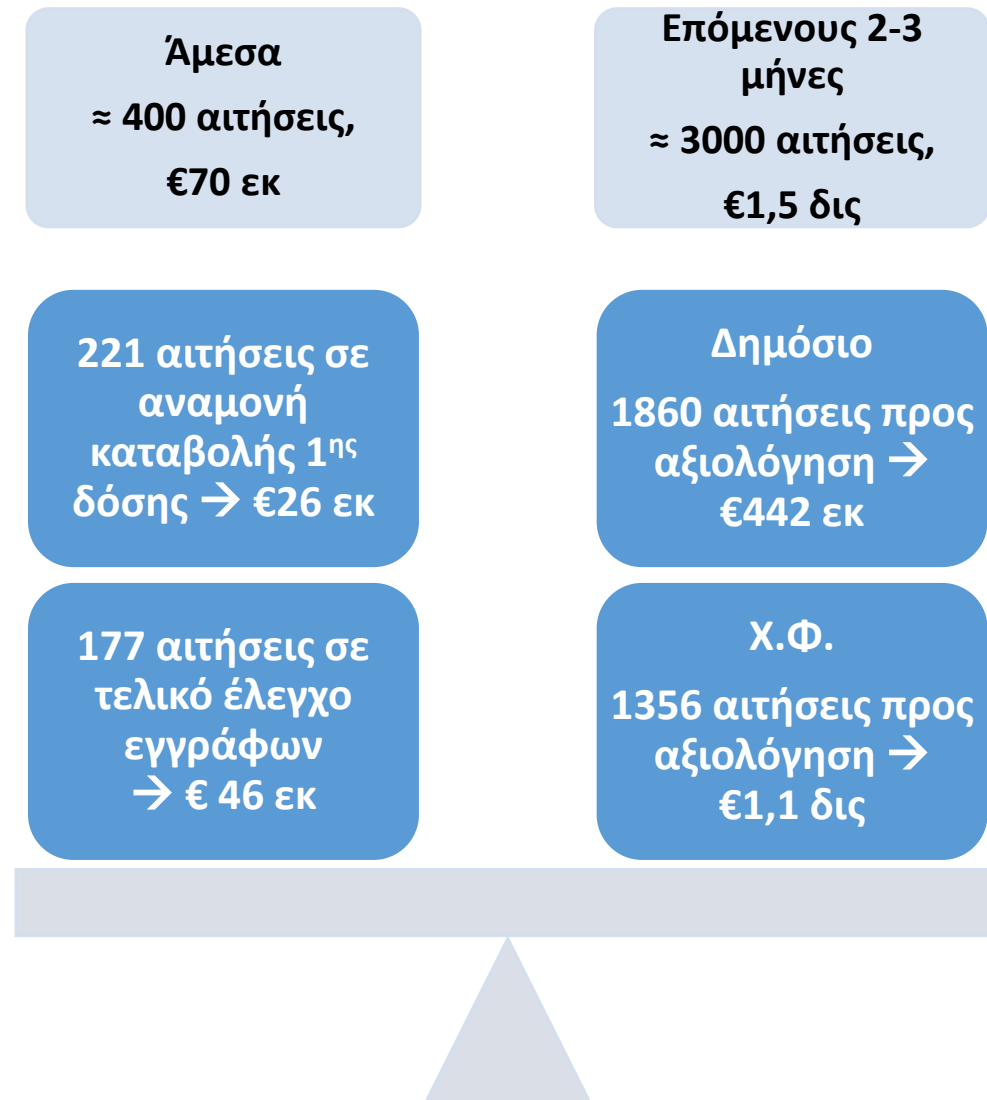 Άμεσα
≈ 400 αιτήσεις,
€70 εκ
Επόμενους 2-3
μήνες
≈ 3000 αιτήσεις,
€1,5 δις
221 αιτήσεις σε
αναμονή
καταβολής 1ης
δόσης → €26 εκ
177 αιτήσεις σε
τελικό έλεγχο
εγγράφων
→ € 46 εκ
Δημόσιο
1860 αιτήσεις προς
αξιολόγηση →
€442 εκ
Χ.Φ.
1356 αιτήσεις προς
αξιολόγηση →
€1,1 δις